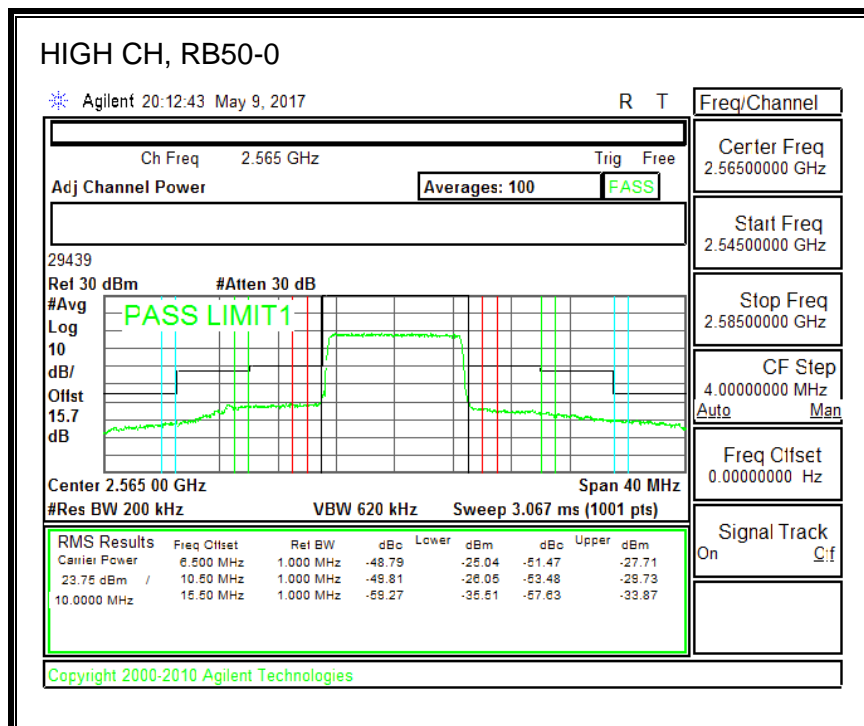 HIGH CH, RB50-0
Agilent 20:12:43 May 9, 2017 R T
Freq/Channel
Ch Freq 2.565 GHz Trig Free
Adj Channel Power Averages: 100 PASS
Center Freq
2.56500000 GHz
Start Freq
2.54500000 GHz
Stop Freq
2.58500000 GHz
CF Step
4.00000000 MHz
Auto Man
Freq Offset
0.00000000 Hz
Signal Track
On Off
29439
Ref 30 dBm #Atten 30 dB
#Avg
Log
10
dB/
Offst
15.7
dB
PASS LIMIT1
Center 2.565 00 GHz Span 40 MHz
#Res BW 200 kHz VBW 620 kHz Sweep 3.067 ms (1001 pts)
RMS Results Freq Offset Ref BW dBc Lower dBm dBc Upper dBm
Carrier Power 6.500 MHz 1.000 MHz -48.79 -25.04 -51.47 -27.71
23.75 dBm / 10.50 MHz 1.000 MHz -49.81 -26.05 -53.48 -29.73
10.0000 MHz 15.50 MHz 1.000 MHz -59.27 -35.51 -57.63 -33.87
Copyright 2000-2010 Agilent Technologies